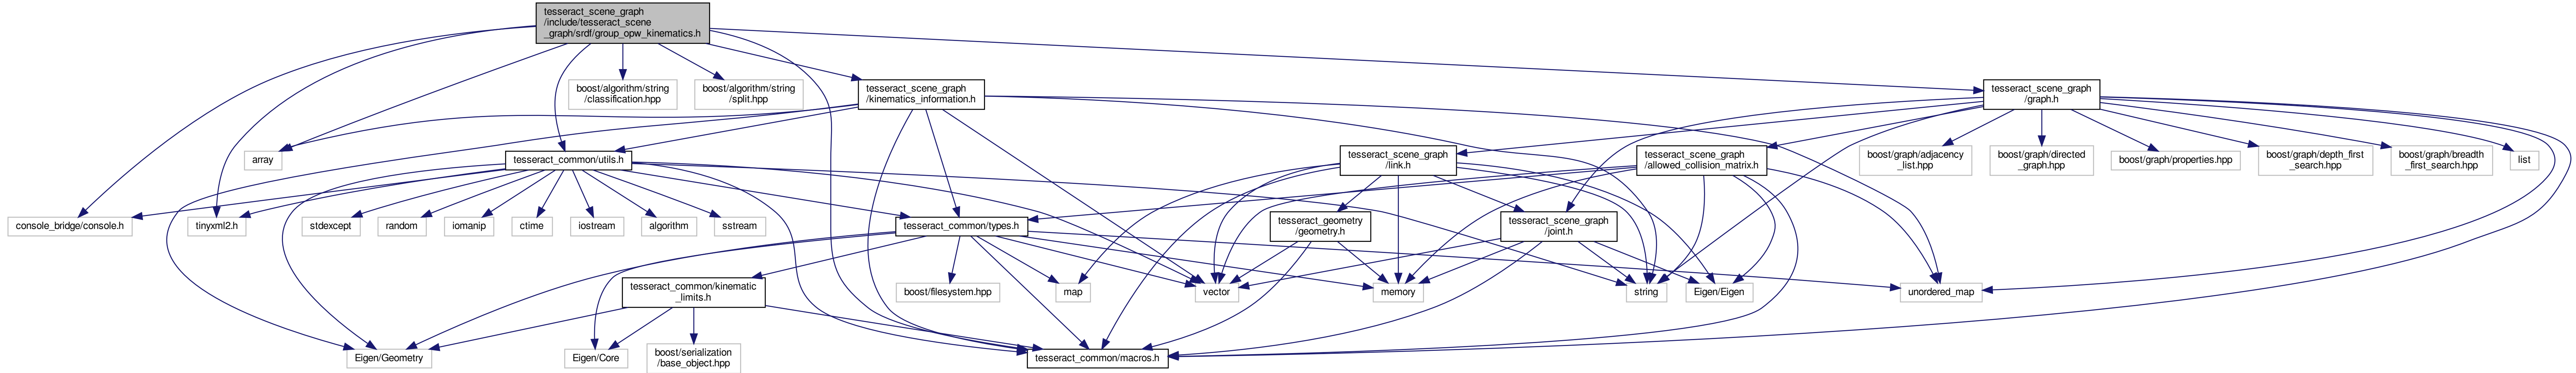 tesseract_scene_graph
/include/tesseract_scene
_graph/srdf/group_opw_kinematics.h
boost/algorithm/string
/classification.hpp
boost/algorithm/string
/split.hpp
tesseract_scene_graph
/kinematics_information.h
tesseract_scene_graph
/graph.h
array
tesseract_common/utils.h
tesseract_scene_graph
/link.h
tesseract_scene_graph
/allowed_collision_matrix.h
boost/graph/adjacency
_list.hpp
boost/graph/directed
_graph.hpp
boost/graph/properties.hpp
boost/graph/depth_first
_search.hpp
boost/graph/breadth
_first_search.hpp
list
console_bridge/console.h
tinyxml2.h
stdexcept
random
iomanip
ctime
iostream
algorithm
sstream
tesseract_common/types.h
tesseract_geometry
/geometry.h
tesseract_scene_graph
/joint.h
tesseract_common/kinematic
_limits.h
boost/filesystem.hpp
map
vector
memory
string
Eigen/Eigen
unordered_map
Eigen/Geometry
Eigen/Core
boost/serialization
/base_object.hpp
tesseract_common/macros.h